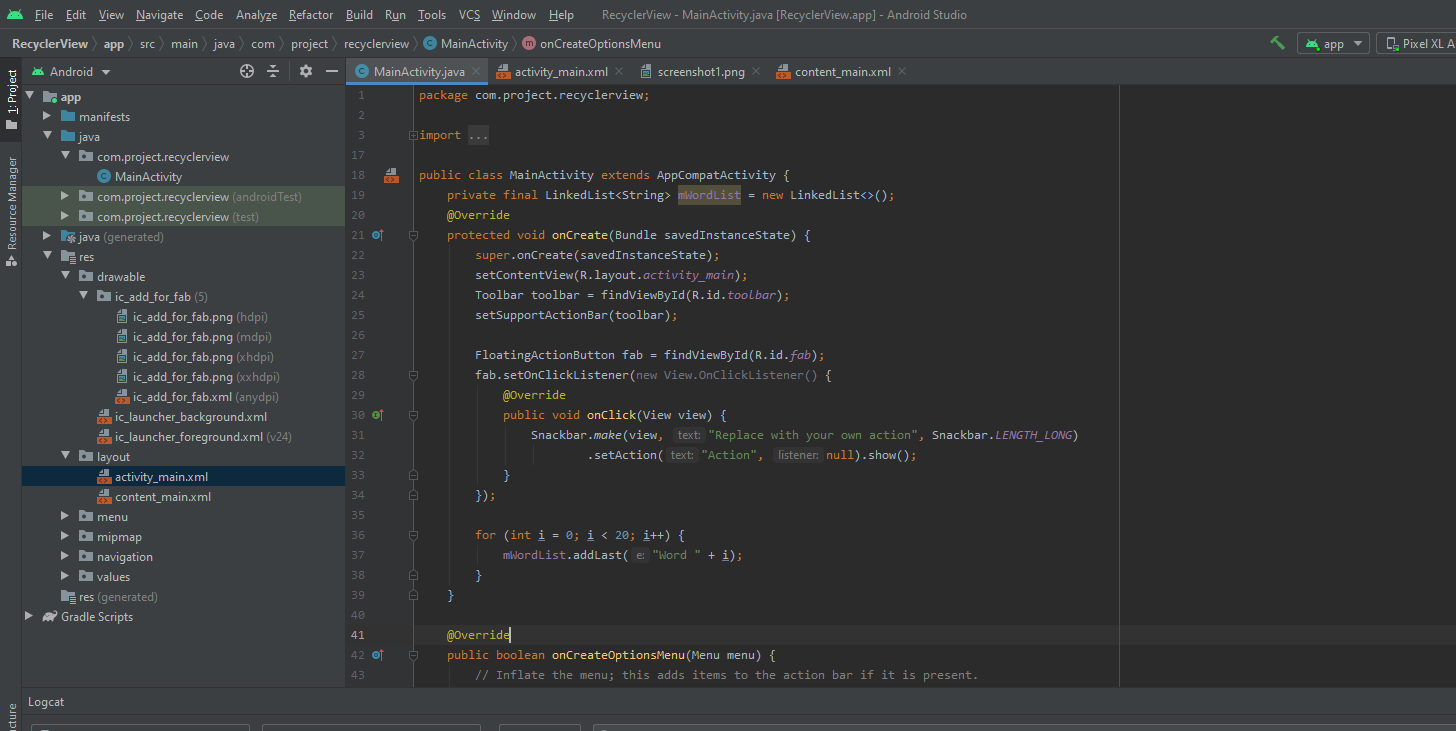 File Edit View Navigate Code Analyze Refactor Build Run Tools VCS Window Help RecyclerView - MainActivity.java [RecyclerView.app] - Android Studio
RecyclerView app src main java com project recyclerview MainActivity onCreateOptionsMenu app Pixel XL A
1: Project
Resource Manager
Android
app
manifests
java
com.project.recyclerview
MainActivity
com.project.recyclerview (androidTest)
com.project.recyclerview (test)
java (generated)
res
drawable
ic_add_for_fab (5)
ic_add_for_fab.png (hdpi)
ic_add_for_fab.png (mdpi)
ic_add_for_fab.png (xhdpi)
ic_add_for_fab.png (xxhdpi)
ic_add_for_fab.xml (anydpi)
ic_launcher_background.xml
ic_launcher_foreground.xml (v24)
layout
activity_main.xml
content_main.xml
menu
mipmap
navigation
values
res (generated)
Gradle Scripts
MainActivity.java activity_main.xml screenshot1.png content_main.xml
1 package com.project.recyclerview;
2
3 import ...
17
18 public class MainActivity extends AppCompatActivity {
19 private final LinkedList<String> mWordList = new LinkedList<>();
20 @Override
21 protected void onCreate(Bundle savedInstanceState) {
22 super.onCreate(savedInstanceState);
23 setContentView(R.layout.activity_main);
24 Toolbar toolbar = findViewById(R.id.toolbar);
25 setSupportActionBar(toolbar);
26
27 FloatingActionButton fab = findViewById(R.id.fab);
28 fab.setOnClickListener(new View.OnClickListener() {
29 @Override
30 public void onClick(View view) {
31 Snackbar.make(view, text: "Replace with your own action", Snackbar.LENGTH_LONG)
32 .setAction( text: "Action", listener: null).show();
33 }
34 });
35
36 for (int i = 0; i < 20; i++) {
37 mWordList.addLast( e: "Word " + i);
38 }
39 }
40
41 @Override
42 public boolean onCreateOptionsMenu(Menu menu) {
43 // Inflate the menu; this adds items to the action bar if it is present.
Logcat